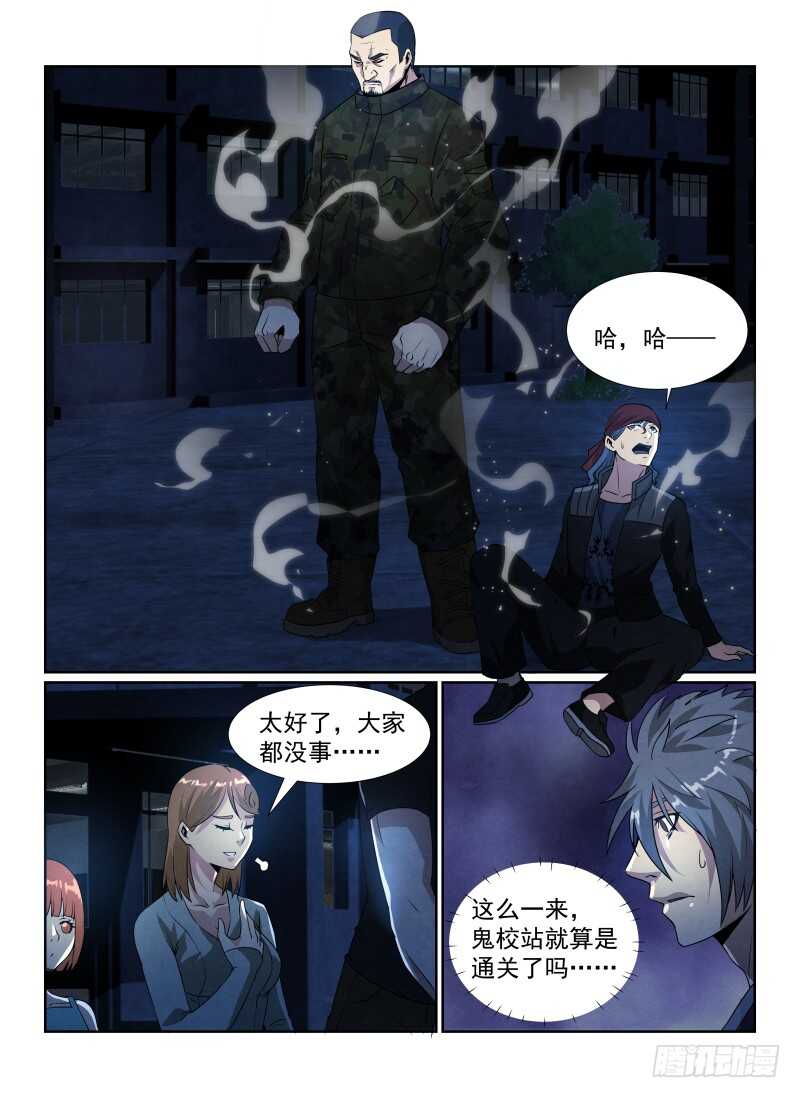 哈，哈——
太好了，大家
都没事……
这么一来，
鬼校站就算是
通关了吗……
腾讯动漫